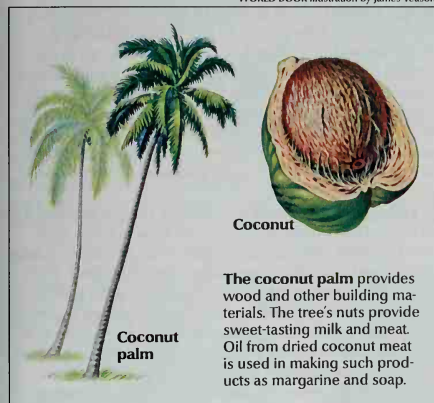 WORLD BOOK illustration by James Teason
Coconut
The coconut palm provides
wood and other building ma-
terials. The tree's nuts provide
sweet-tasting milk and meat.
Oil from dried coconut meat
is used in making such prod-
ucts as margarine and soap.
Coconut
palm